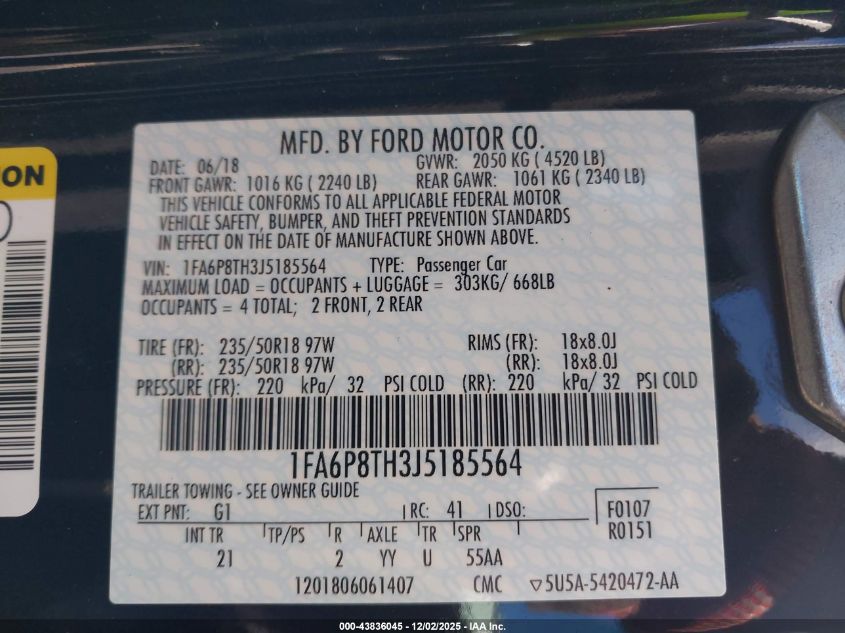 MFD. BY FORD MOTOR CO.
DATE: 06/18 GVWR: 2050 KG ( 4520 LB)
FRONT GAWR: 1016 KG ( 2240 LB) REAR GAWR: 1061 KG ( 2340 LB)
THIS VEHICLE CONFORMS TO ALL APPLICABLE FEDERAL MOTOR
VEHICLE SAFETY, BUMPER, AND THEFT PREVENTION STANDARDS
IN EFFECT ON THE DATE OF MANUFACTURE SHOWN ABOVE.
VIN: 1FA6P8TH3J5185564 TYPE: Passenger Car
MAXIMUM LOAD = OCCUPANTS + LUGGAGE = 303KG/ 668LB
OCCUPANTS = 4 TOTAL; 2 FRONT, 2 REAR
TIRE (FR): 235/50R18 97W RIMS (FR): 18x8.0J
(RR): 235/50R18 97W (RR): 18x8.0J
PRESSURE (FR): 220 kPa/ 32 PSI COLD (RR): 220 kPa/ 32 PSI COLD
1FA6P8TH3J5185564
TRAILER TOWING - SEE OWNER GUIDE
EXT PNT: G1 RC: 41 DSO: F0107
INT TR TP/PS R AXLE TR SPR R0151
21 2 YY U 55AA
1201806061407 CMC ▽5U5A-5420472-AA
ION
000-43836045 - 12/02/2025 - IAA Inc.